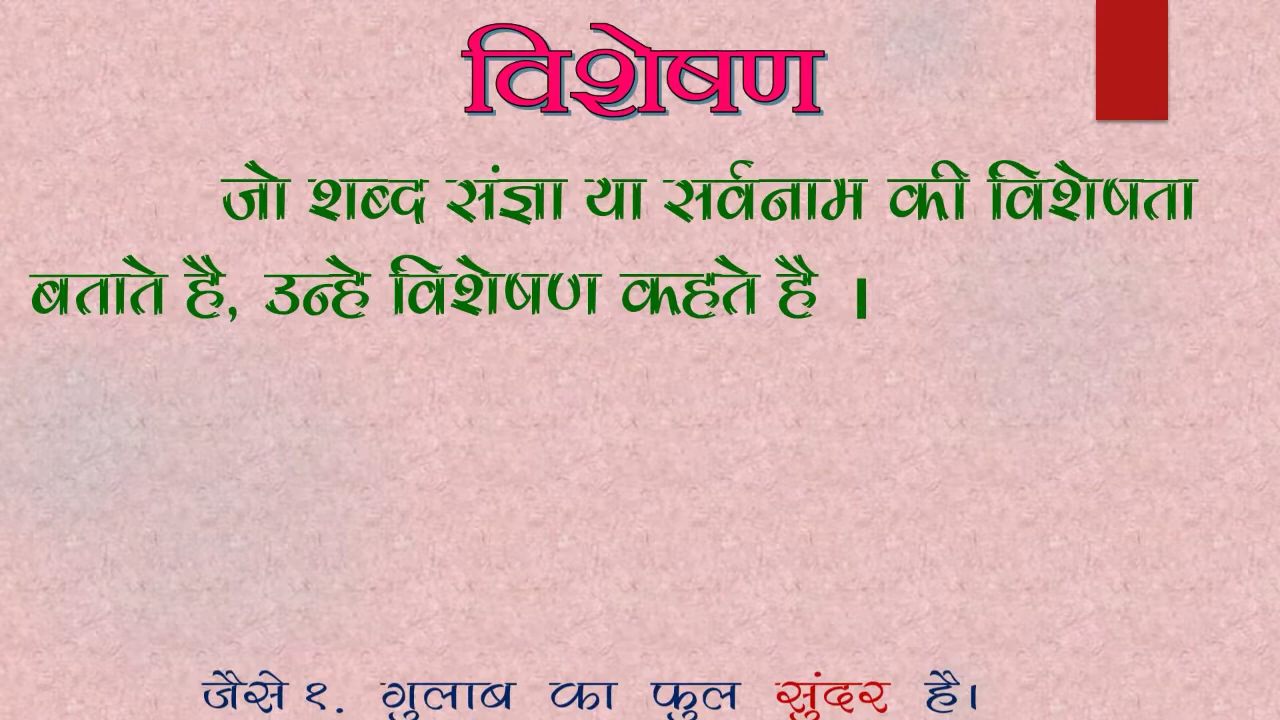 विशेषण
जो शब्द संज्ञा या सर्वनाम की विशेषता
बताते है, उन्हे विशेषण कहते है ।
जैसे १. गुलाब का फुल सुंदर है।